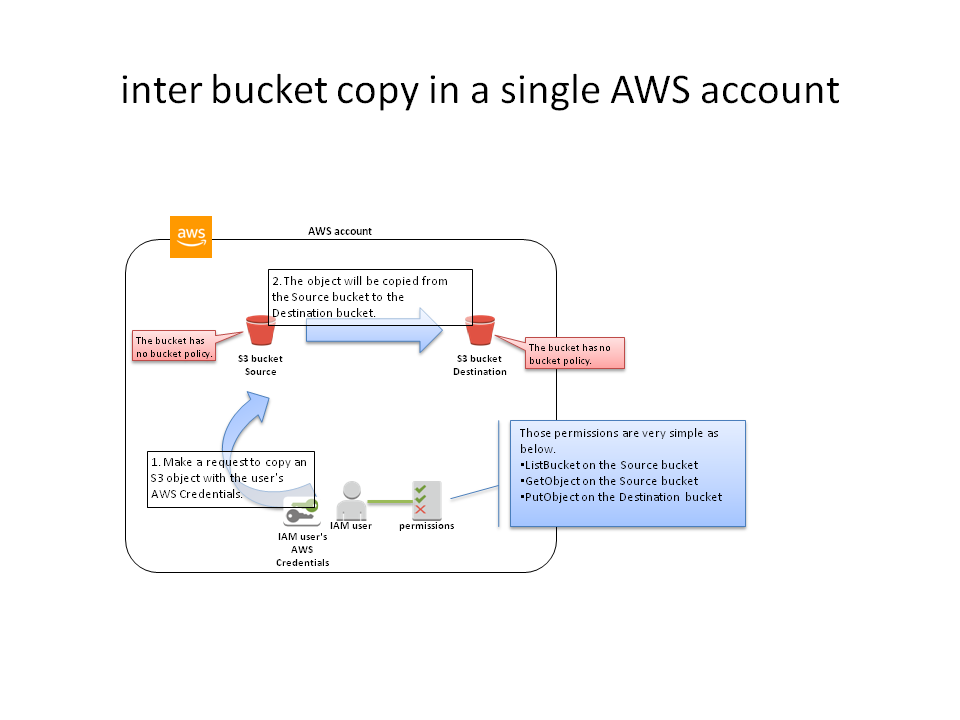 inter bucket copy in a single AWS account
aws
AWS account
2. The object will be copied from
the Source bucket to the
Destination bucket.
The bucket has
no bucket policy.
S3 bucket
Source
S3 bucket
Destination
The bucket has no
bucket policy.
1. Make a request to copy an
S3 object with the user's
AWS Credentials.
IAM user's
AWS
Credentials
IAM user
permissions
Those permissions are very simple as
below.
•ListBucket on the Source bucket
•GetObject on the Source bucket
•PutObject on the Destination bucket